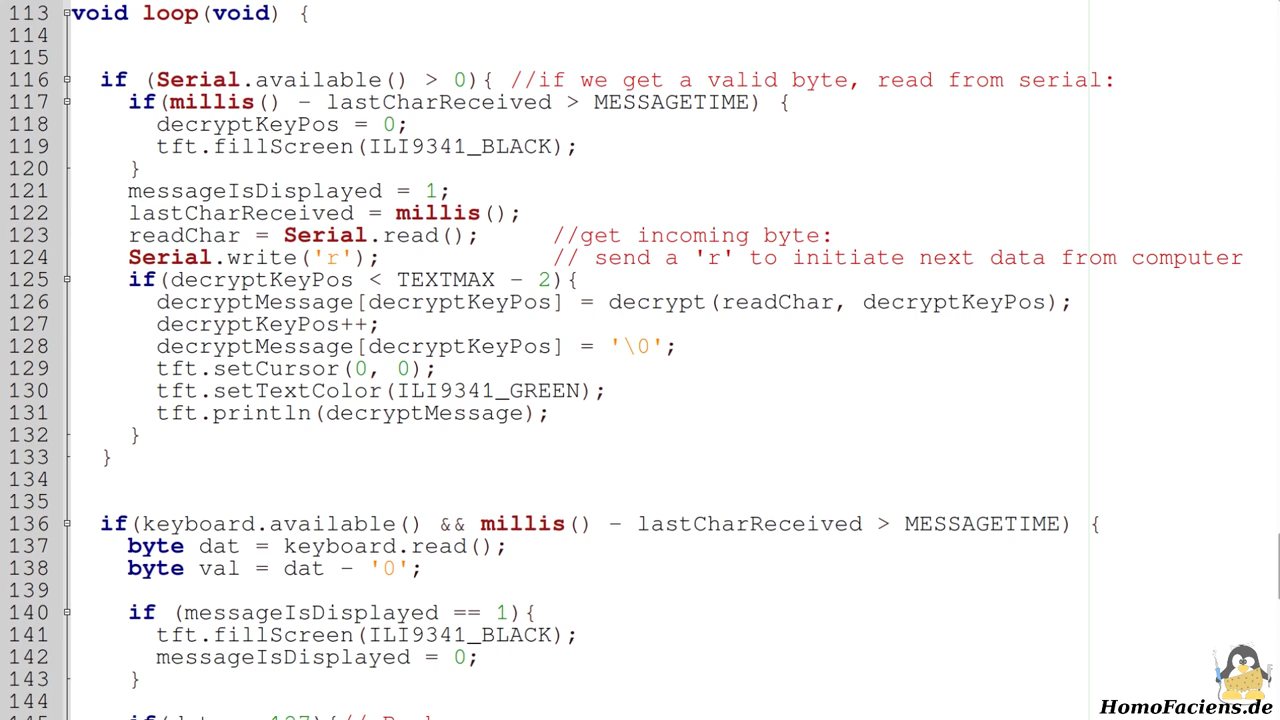 113 void loop(void) {
114
115
116 if (Serial.available() > 0){ //if we get a valid byte, read from serial:
117 if(millis() - lastCharReceived > MESSAGETIME) {
118 decryptKeyPos = 0;
119 tft.fillScreen(ILI9341_BLACK);
120 }
121 messageIsDisplayed = 1;
122 lastCharReceived = millis();
123 readChar = Serial.read(); //get incoming byte:
124 Serial.write('r'); // send a 'r' to initiate next data from computer
125 if(decryptKeyPos < TEXTMAX - 2){
126 decryptMessage[decryptKeyPos] = decrypt(readChar, decryptKeyPos);
127 decryptKeyPos++;
128 decryptMessage[decryptKeyPos] = '\0';
129 tft.setCursor(0, 0);
130 tft.setTextColor(ILI9341_GREEN);
131 tft.println(decryptMessage);
132 }
133 }
134
135
136 if(keyboard.available() && millis() - lastCharReceived > MESSAGETIME) {
137 byte dat = keyboard.read();
138 byte val = dat - '0';
139
140 if (messageIsDisplayed == 1){
141 tft.fillScreen(ILI9341_BLACK);
142 messageIsDisplayed = 0;
143 }
144
HomoFaciens.de